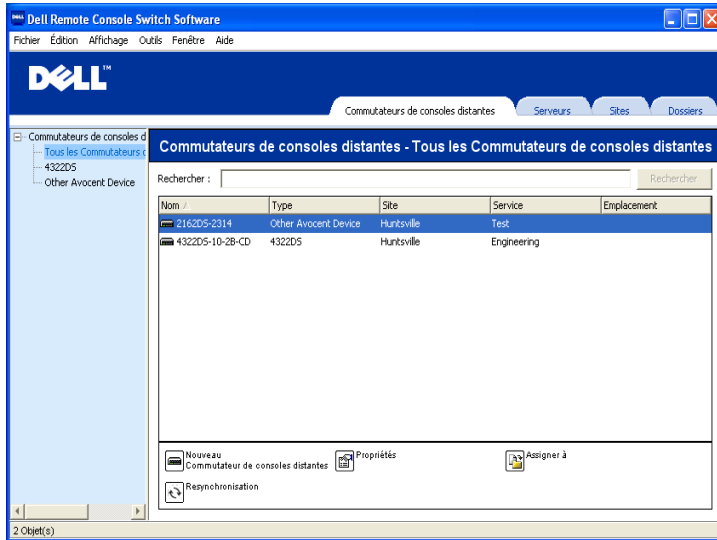 Dell Remote Console Switch Software
Fichier Édition Affichage Outils Fenêtre Aide
DELL™
Commutateurs de consoles distantes Serveurs Sites Dossiers
Commutateurs de consoles d
Tous les Commutateurs
4322DS
Other Avocent Device
Commutateurs de consoles distantes - Tous les Commutateurs de consoles distantes
Rechercher : Rechercher
Nom Type Site Service Emplacement
2162DS-2314 Other Avocent Device Huntsville Test
4322DS-10-2B-CD 4322DS Huntsville Engineering
Nouveau
Commutateur de consoles distantes
Propriétés
Assigner à
Resynchronisation
2 Objet(s)